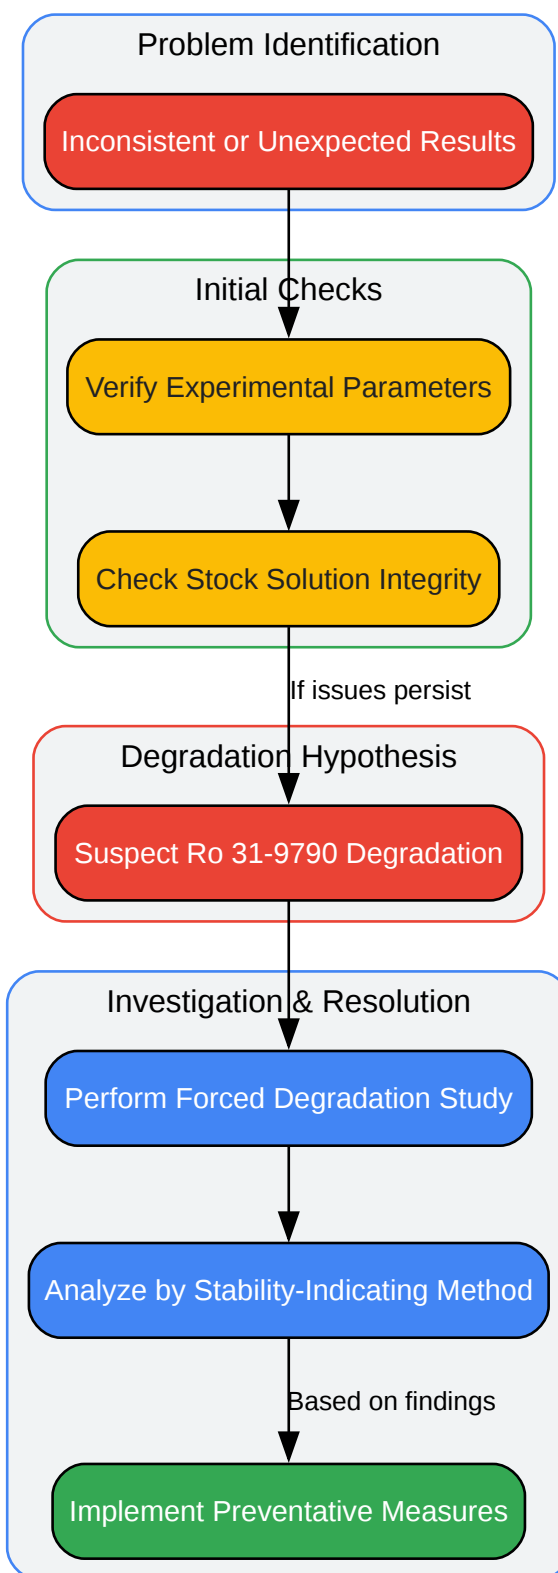 Problem Identification
Inconsistent or Unexpected Results
Initial Checks
Verify Experimental Parameters
Check Stock Solution Integrity
If issues persist
Degradation Hypothesis
Suspect Ro 31-9790 Degradation
Investigation & Resolution
Perform Forced Degradation Study
Analyze by Stability-Indicating Method
Based on findings
Implement Preventative Measures